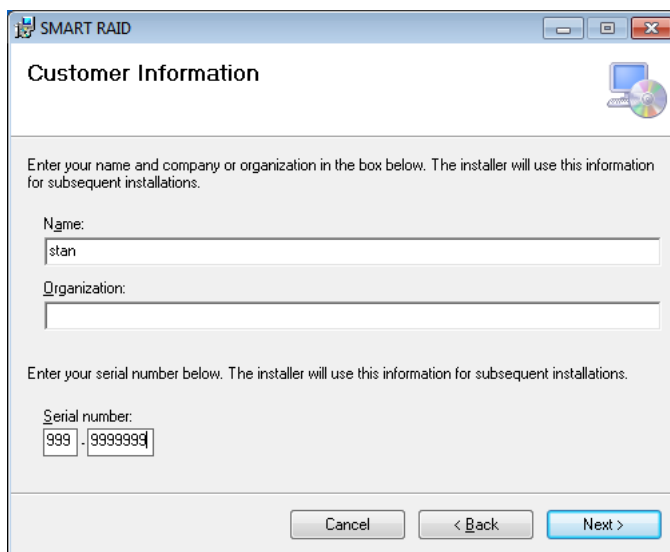 SMART RAID
Customer Information
Enter your name and company or organization in the box below. The installer will use this information
for subsequent installations.
Name:
stan
Organization:
Enter your serial number below. The installer will use this information for subsequent installations.
Serial number:
999 - 9999999
Cancel
< Back
Next >